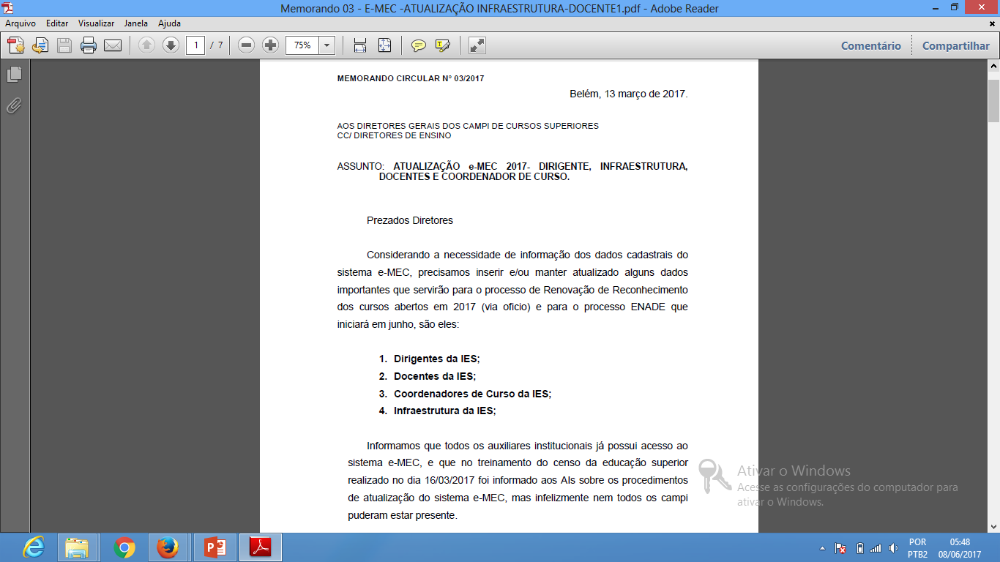 Memorando 03 - E-MEC -ATUALIZAÇÃO INFRAESTRUTURA-DOCENTE1.pdf - Adobe Reader
Arquivo Editar Visualizar Janela Ajuda
1 / 7 75% Comentário Compartilhar
MEMORANDO CIRCULAR N° 03/2017
Belém, 13 março de 2017.
AOS DIRETORES GERAIS DOS CAMPI DE CURSOS SUPERIORES
CC/ DIRETORES DE ENSINO
ASSUNTO: ATUALIZAÇÃO e-MEC 2017- DIRIGENTE, INFRAESTRUTURA,
DOCENTES E COORDENADOR DE CURSO.
Prezados Diretores
Considerando a necessidade de informação dos dados cadastrais do
sistema e-MEC, precisamos inserir e/ou manter atualizado alguns dados
importantes que servirão para o processo de Renovação de Reconhecimento
dos cursos abertos em 2017 (via oficio) e para o processo ENADE que
iniciará em junho, são eles:
1. Dirigentes da IES;
2. Docentes da IES;
3. Coordenadores de Curso da IES;
4. Infraestrutura da IES;
Informamos que todos os auxiliares institucionais já possui acesso ao
sistema e-MEC, e que no treinamento do censo da educação superior
realizado no dia 16/03/2017 foi informado aos AIs sobre os procedimentos
de atualização do sistema e-MEC, mas infelizmente nem todos os campi
puderam estar presente.
Ativar o Windows
Acesse as configurações do computador para
ativar o Windows.
POR
PTB2
05:48
08/06/2017